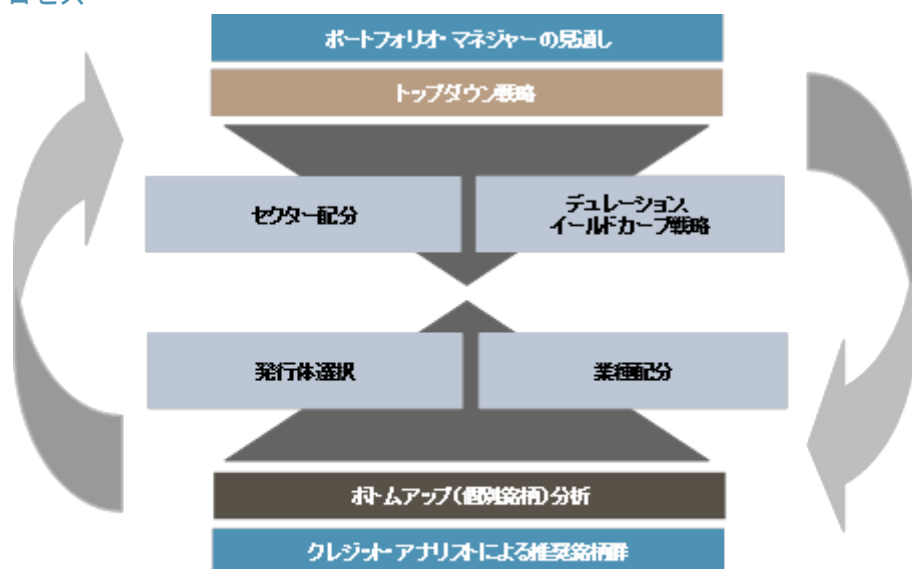 ロセス
ポートフォリオ・マネジャーの見通し
トップダウン戦略
セクター配分
デュレーション、
イールドカーブ戦略
発行体選択
業種配分
ボトムアップ(個別銘柄)分析
クレジット・アナリストによる推奨銘柄群